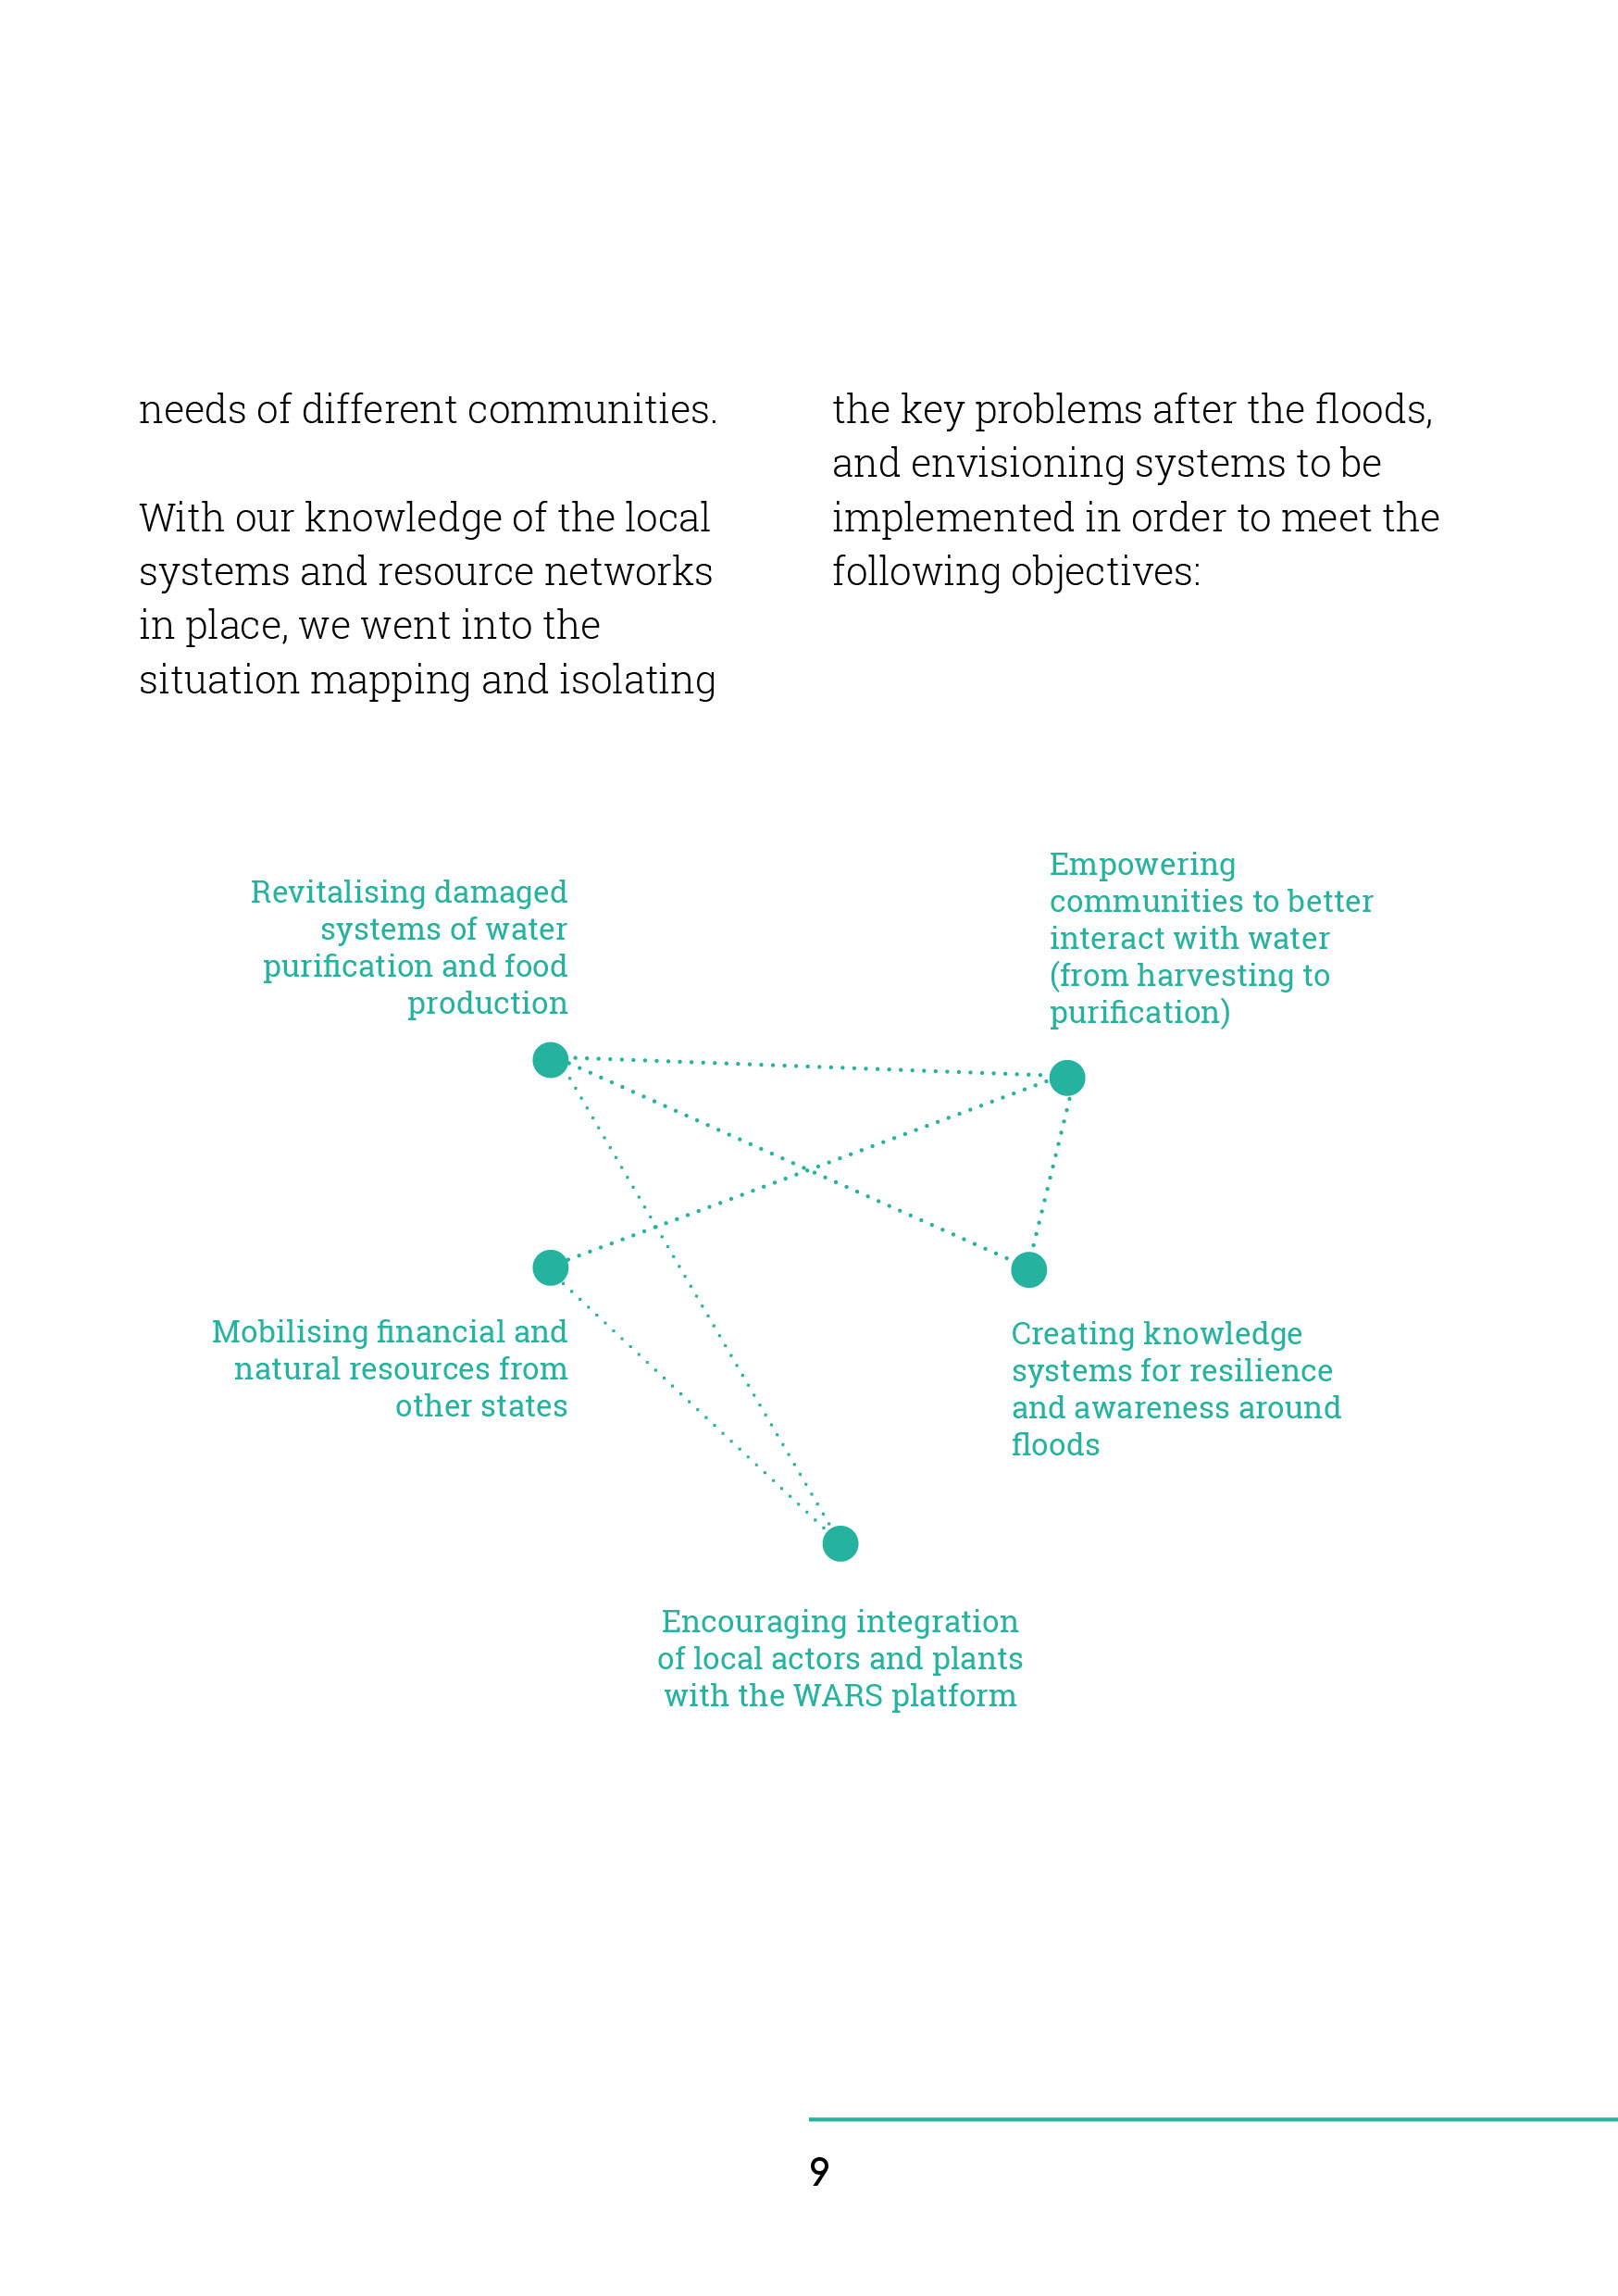 needs of different communities.
With our knowledge of the local
systems and resource networks
in place, we went into the
situation mapping and isolating
the key problems after the floods,
and envisioning systems to be
implemented in order to meet the
following objectives:
Revitalising damaged
systems of water
purification and food
production
Empowering
communities to better
interact with water
(from harvesting to
purification)
Mobilising financial and
natural resources from
other states
Creating knowledge
systems for resilience
and awareness around
floods
Encouraging integration
of local actors and plants
with the WARS platform
9